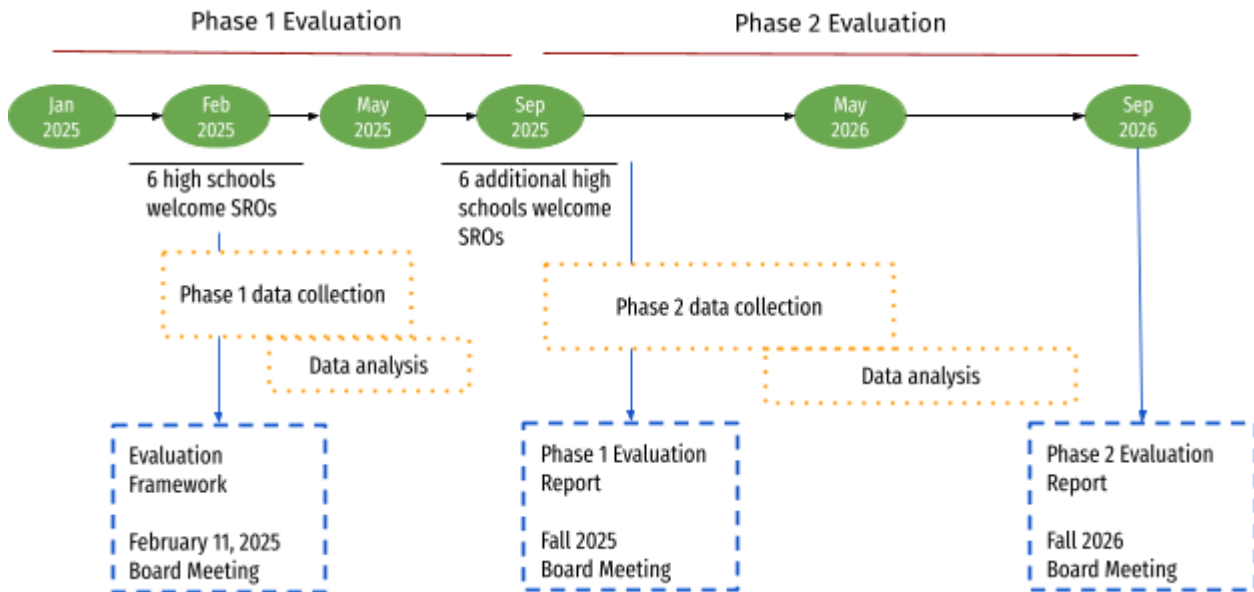 Phase 1 Evaluation
Phase 2 Evaluation
Jan
2025
Feb
2025
May
2025
Sep
2025
May
2026
Sep
2026
6 high schools
welcome SROs
6 additional high
schools welcome
SROs
Phase 1 data collection
Phase 2 data collection
Data analysis
Data analysis
Evaluation
Framework
February 11, 2025
Board Meeting
Phase 1 Evaluation
Report
Fall 2025
Board Meeting
Phase 2 Evaluation
Report
Fall 2026
Board Meeting